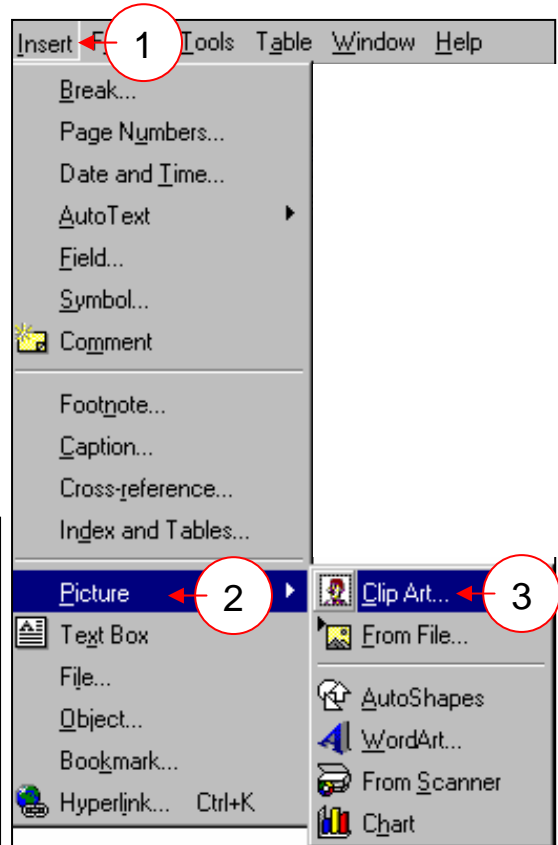 Insert 1 Tools Table Window Help
Break...
Page Numbers...
Date and Time...
AutoText
Field...
Symbol...
Comment
Footnote...
Caption...
Cross-reference...
Index and Tables...
Picture 2
Text Box
File...
Object...
Bookmark...
Hyperlink... Ctrl+K
Clip Art... 3
From File...
AutoShapes
WordArt...
From Scanner
Chart